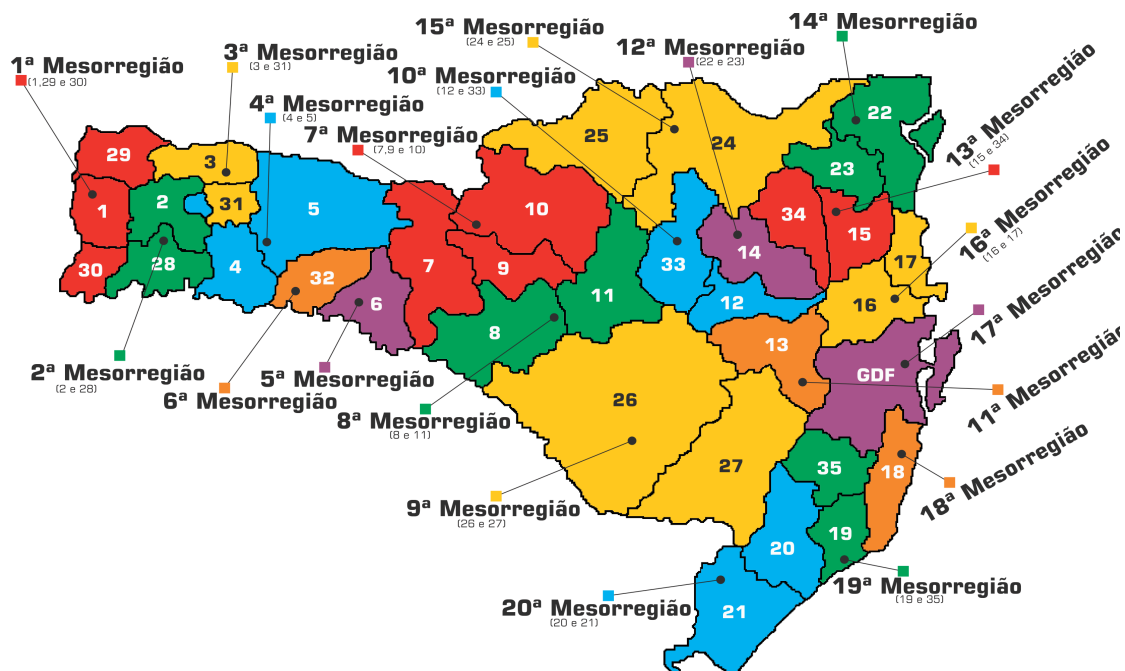 15ª Mesorregião
(24 e 25)
14ª Mesorregião
12ª Mesorregião
(22 e 23)
3ª Mesorregião
(3 e 31)
1ª Mesorregião
(1,29 e 30)
10ª Mesorregião
(12 e 33)
4ª Mesorregião
(4 e 5)
7ª Mesorregião
(7,9 e 10)
13ª Mesorregião
(15 e 34)
16ª Mesorregião
(16 e 17)
17ª Mesorregião
11ª Mesorregião
18ª Mesorregião
22
25
24
29
3
23
2
31
5
10
34
1
15
14
28
4
32
7
9
33
17
30
6
11
12
16
8
13
GDF
26
27
35
18
19
20
21
2ª Mesorregião
(2 e 28)
5ª Mesorregião
6ª Mesorregião
8ª Mesorregião
(8 e 11)
9ª Mesorregião
(26 e 27)
19ª Mesorregião
(19 e 35)
20ª Mesorregião
(20 e 21)